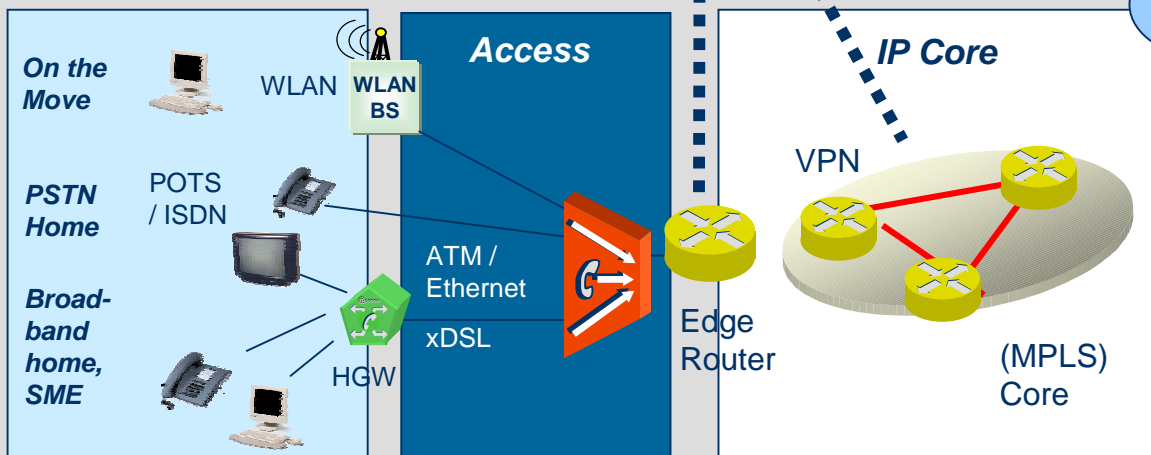 On the
Move
WLAN
WLAN
BS
Access
IP Core
PSTN
Home
POTS
/ ISDN
VPN
ATM /
Ethernet
Broad-
band
home,
SME
xDSL
HGW
Edge
Router
(MPLS)
Core